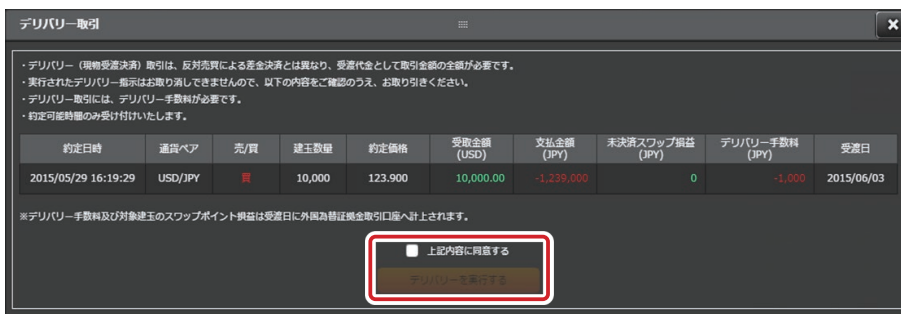 デリバリー取引
・デリバリー（現物受渡決済）取引は、反対売買による差金決済とは異なり、受渡代金として取引金額の全額が必要です。
・実行されたデリバリー指示はお取り消しできませんので、以下の内容をご確認のうえ、お取り引きください。
・デリバリー取引には、デリバリー手数料が必要です。
・約定可能時間のみ受け付けいたします。
約定日時 通貨ペア 売/買 建玉数量 約定価格 受取金額 (USD) 支払金額 (JPY) 未決済スワップ損益 (JPY) デリバリー手数料 (JPY) 受渡日
2015/05/29 16:19:29 USD/JPY 買 10,000 123.900 10,000.00 -1,239,000 0 -1,000 2015/06/03
※デリバリー手数料及び対象建玉のスワップポイント損益は受渡日に外国為替証拠金取引口座へ計上されます。
上記内容に同意する
デリバリーを実行する